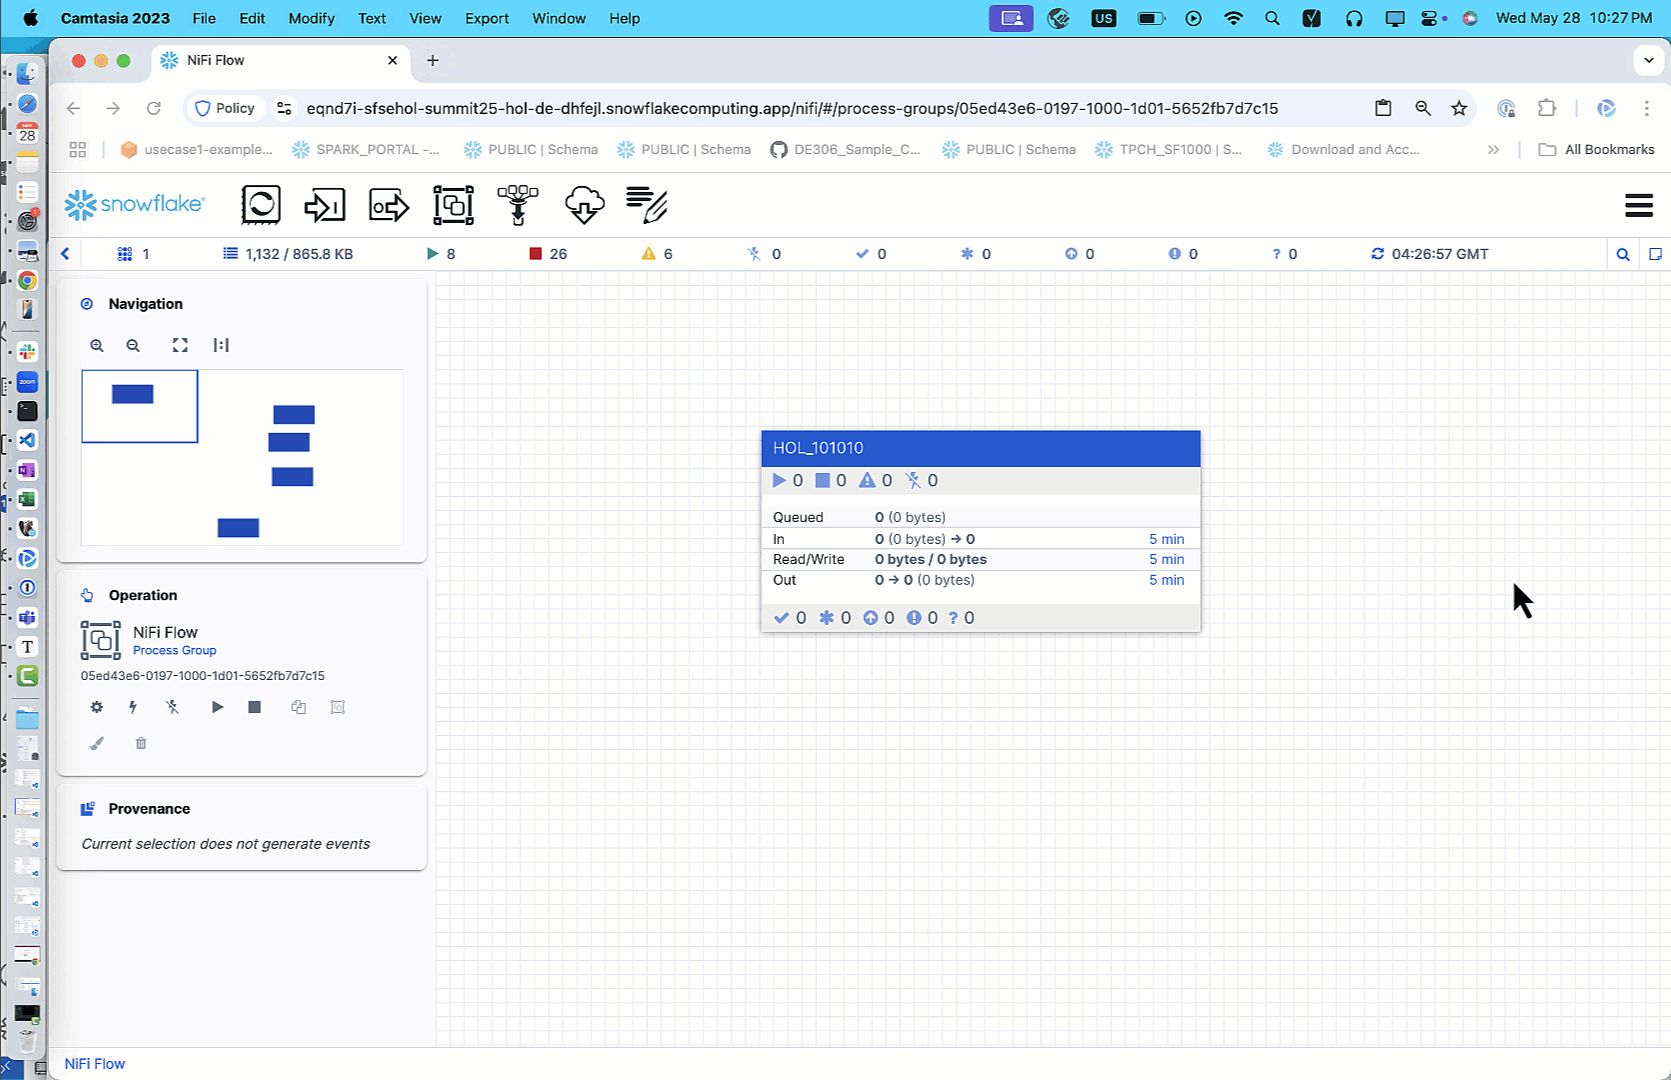 Camtasia 2023 File Edit Modify Text View Export Window Help US Wed May 28 10:27 PM
NiFi Flow
Policy eqnd7i-sfsehol-summit25-hol-de-dhfejl.snowflakecomputing.app/nifi/#/process-groups/05ed43e6-0197-1000-1d01-5652fb7d7c15
usecase1-example... SPARK_PORTAL -... PUBLIC | Schema PUBLIC | Schema DE306_Sample_C... PUBLIC | Schema TPCH_SF1000 | S... Download and Acc... All Bookmarks
snowflake
1 1,132 / 865.8 KB 8 26 6 0 0 0 0 0 ? 0 04:26:57 GMT
Navigation
HOL_101010
0 0 0 0
Queued 0 (0 bytes)
In 0 (0 bytes) → 0 5 min
Read/Write 0 bytes / 0 bytes 5 min
Out 0 → 0 (0 bytes) 5 min
0 0 0 0 ? 0
Operation
NiFi Flow
Process Group
05ed43e6-0197-1000-1d01-5652fb7d7c15
Provenance
Current selection does not generate events
NiFi Flow
28
zoom
T